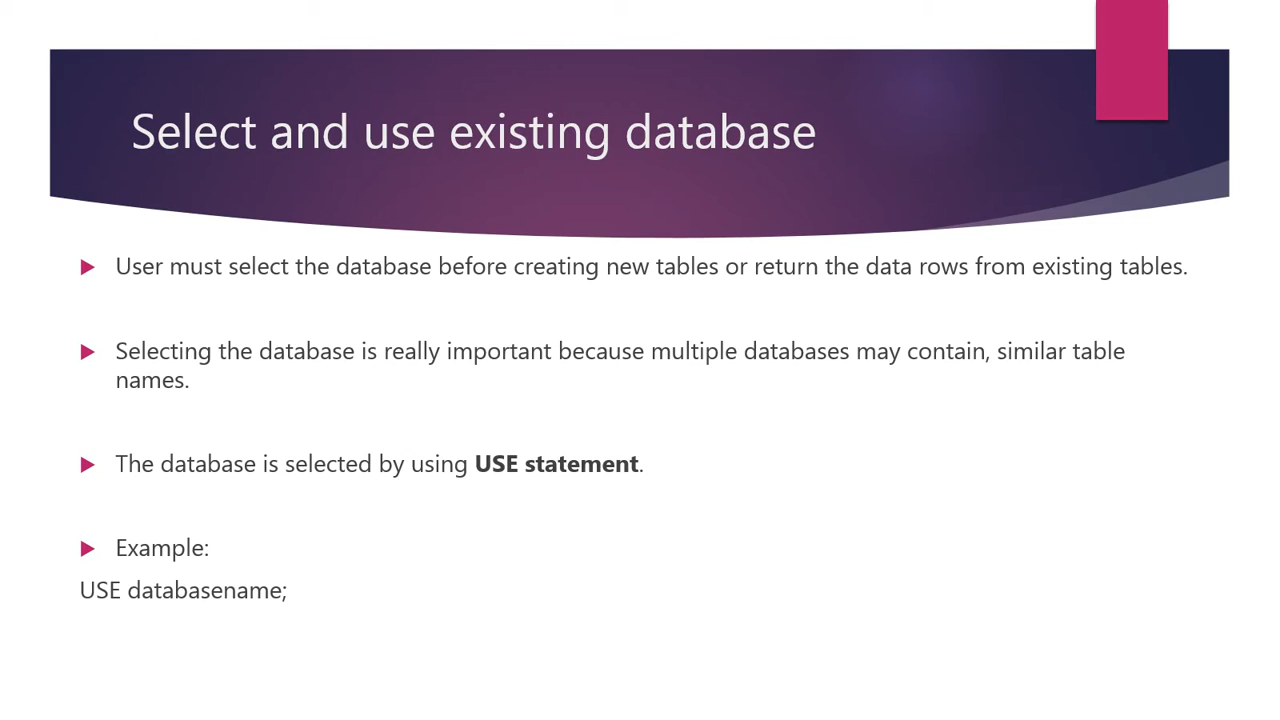 Select and use existing database
User must select the database before creating new tables or return the data rows from existing tables.
Selecting the database is really important because multiple databases may contain, similar table
names.
The database is selected by using USE statement.
Example:
USE databasename;